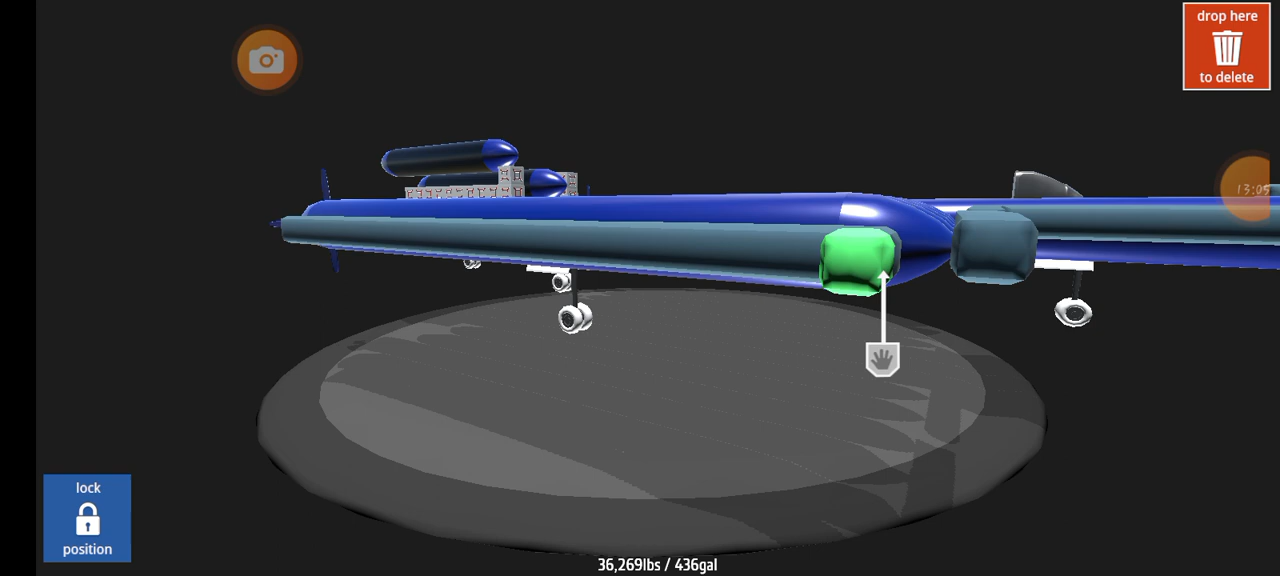 drop here
to delete
13:05
lock
position
36,269lbs / 436gal